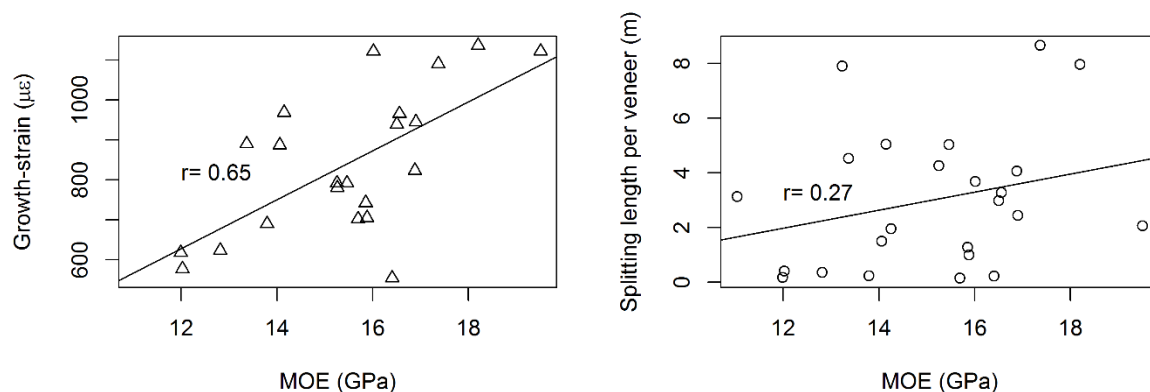 Growth-strain (με)
1000
800
600
r= 0.65
12 14 16 18
MOE (GPa)
Splitting length per veneer (m)
8
6
4
2
0
r= 0.27
12 14 16 18
MOE (GPa)